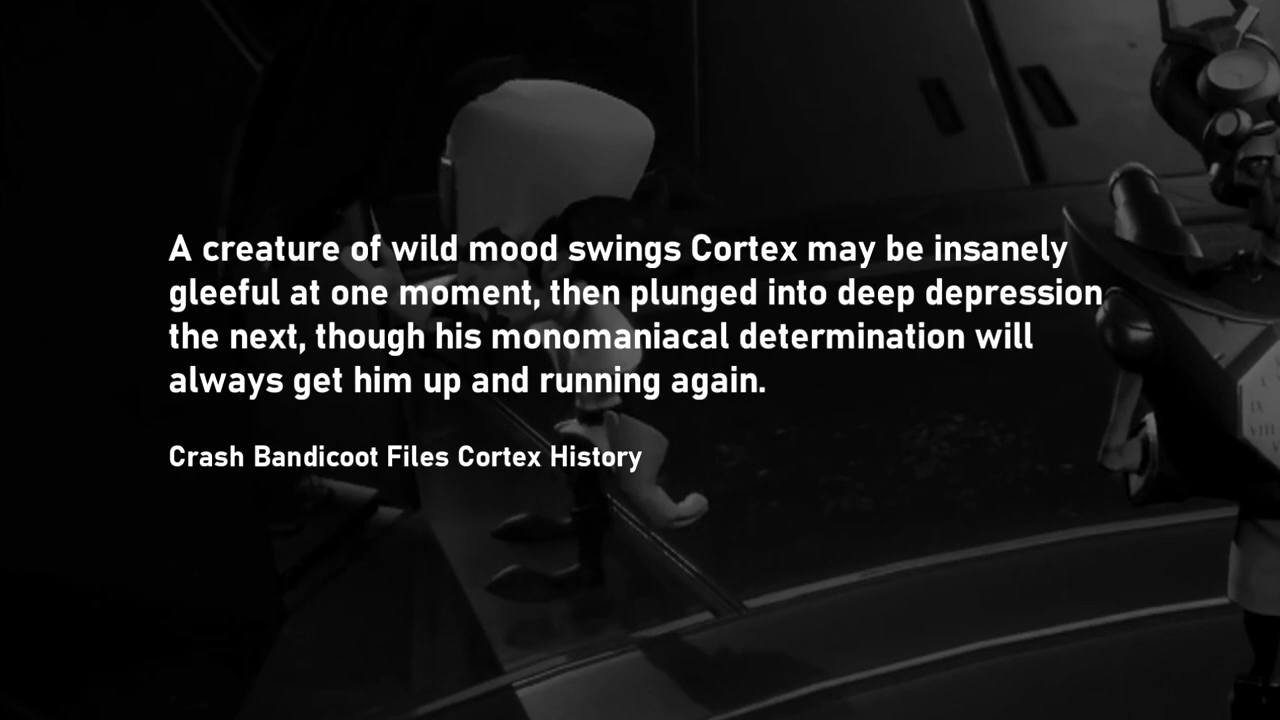 A creature of wild mood swings Cortex may be insanely
gleeful at one moment, then plunged into deep depression
the next, though his monomaniacal determination will
always get him up and running again.
Crash Bandicoot Files Cortex History